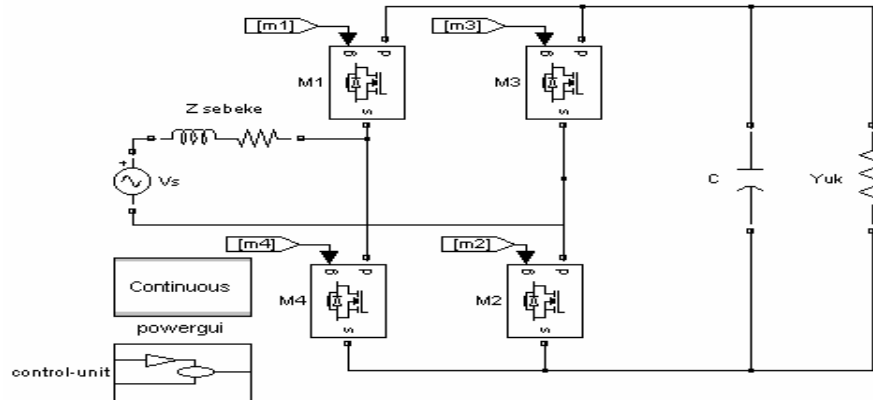 [m1]
[m3]
g
d
g
d
M1
M3
s
s
Z sebeke
+
Vs
C
Yuk
[m4]
[m2]
g
d
g
d
M4
M2
s
s
Continuous
powergui
control-unit